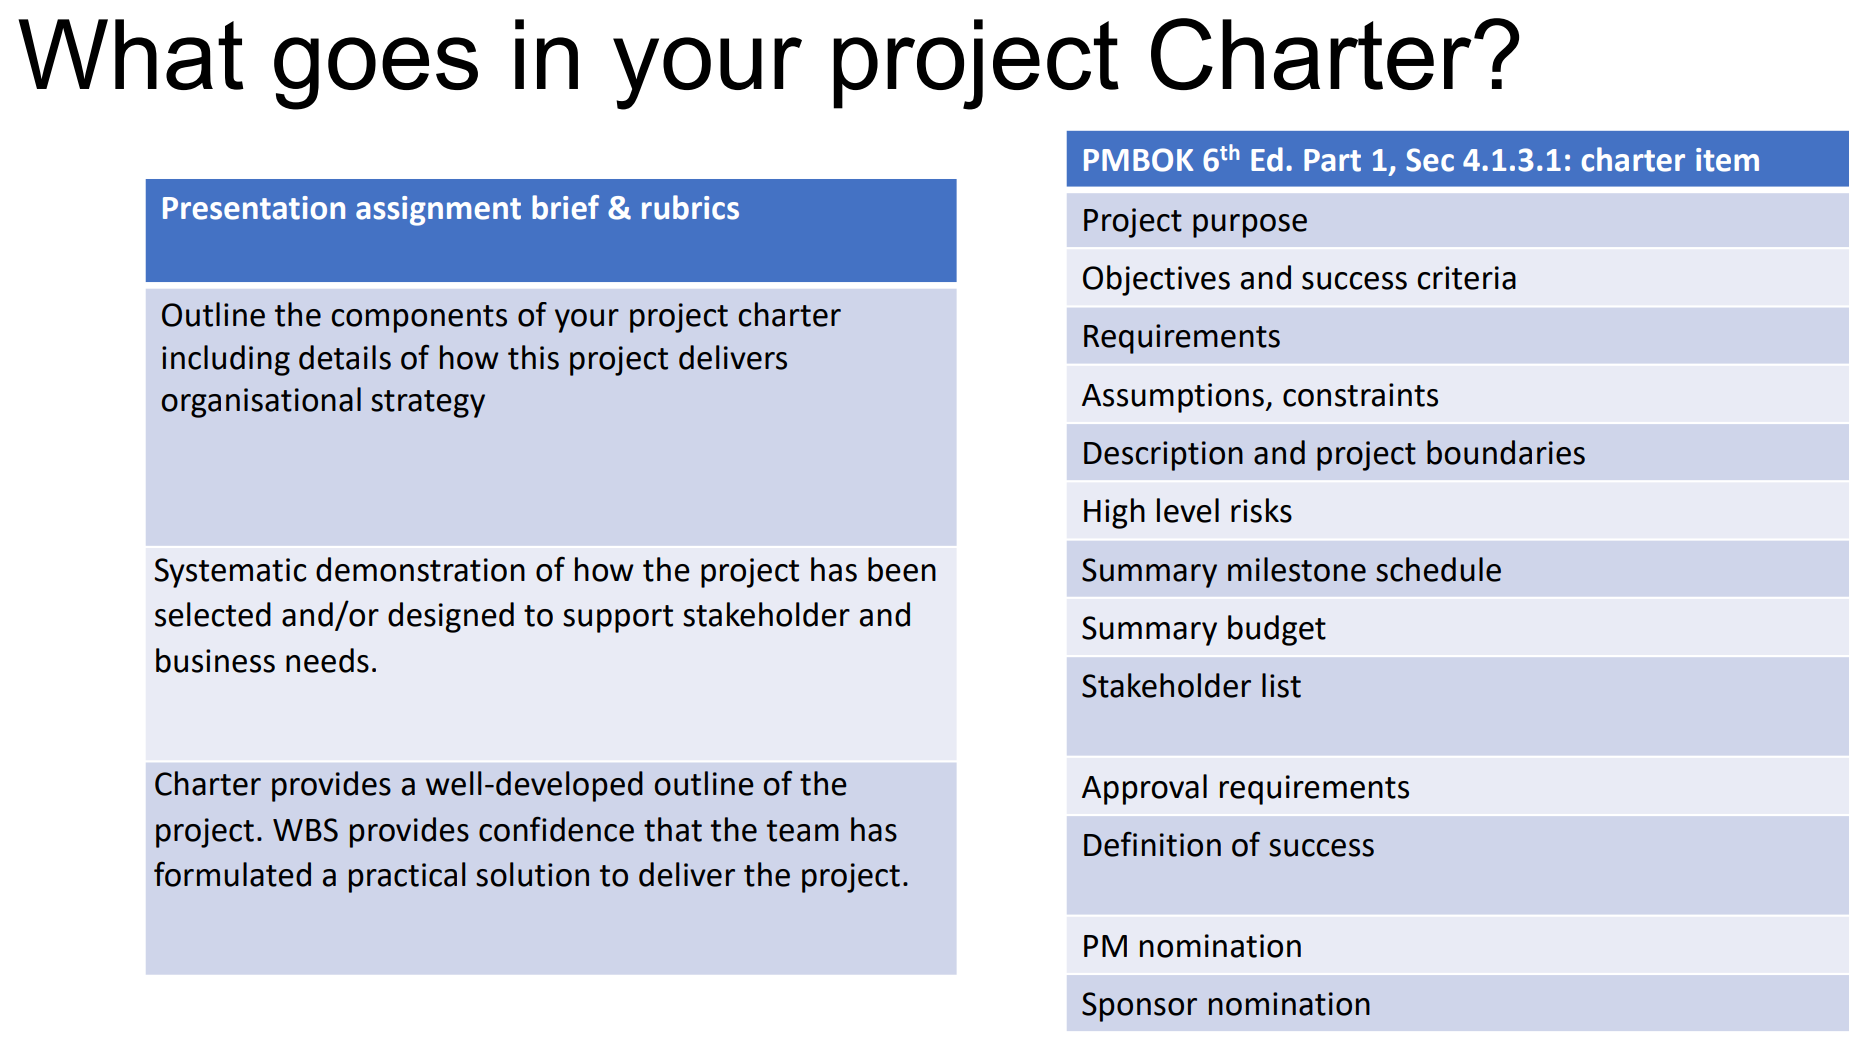 What goes in your project Charter?
Presentation assignment brief & rubrics
Outline the components of your project charter
including details of how this project delivers
organisational strategy
Systematic demonstration of how the project has been
selected and/or designed to support stakeholder and
business needs.
Charter provides a well-developed outline of the
project. WBS provides confidence that the team has
formulated a practical solution to deliver the project.
PMBOK 6th Ed. Part 1, Sec 4.1.3.1: charter item
Project purpose
Objectives and success criteria
Requirements
Assumptions, constraints
Description and project boundaries
High level risks
Summary milestone schedule
Summary budget
Stakeholder list
Approval requirements
Definition of success
PM nomination
Sponsor nomination